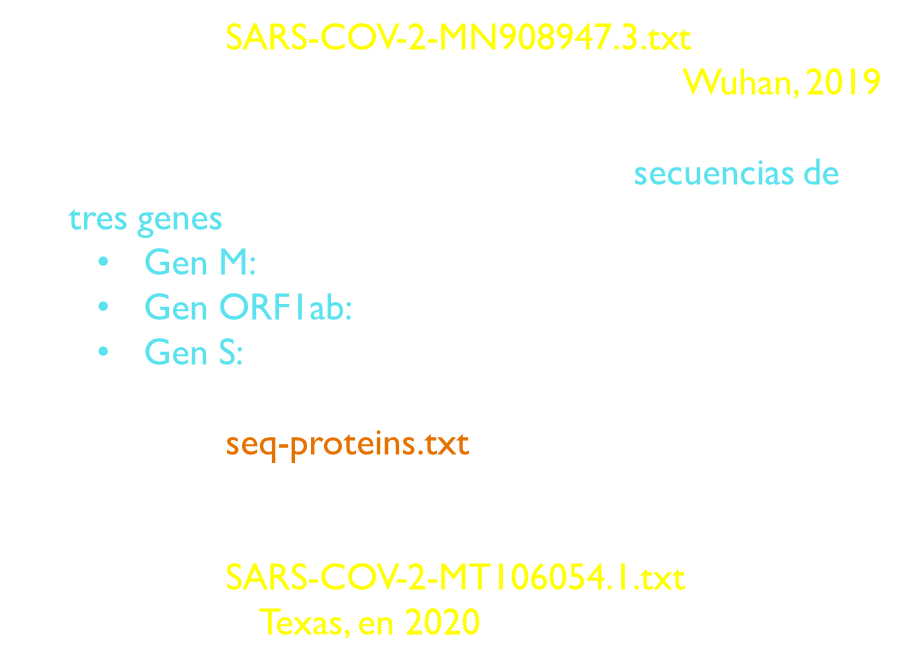 SARS-COV-2-MN908947.3.txt
Wuhan, 2019
secuencias de
tres genes
• Gen M:
• Gen ORF1ab:
• Gen S:
seq-proteins.txt
SARS-COV-2-MT106054.1.txt
Texas, en 2020